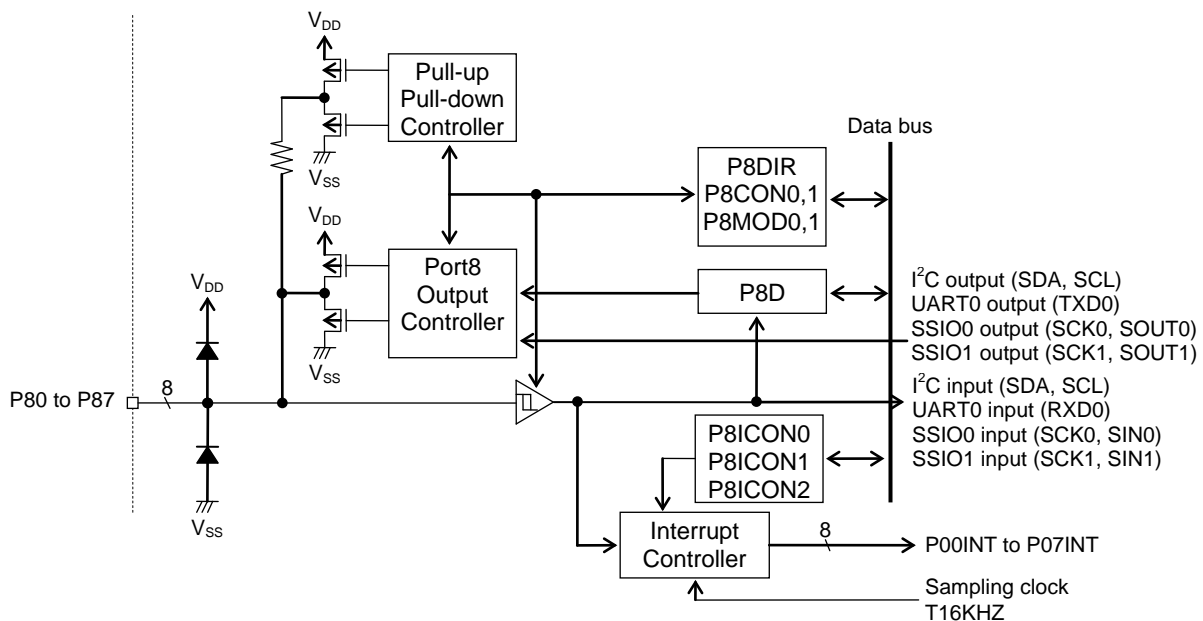 VDD
Pull-up
Pull-down
Controller
VSS
Data bus
P8DIR
P8CON0,1
P8MOD0,1
VDD
Port8
Output
Controller
VSS
P8D
I²C output (SDA, SCL)
UART0 output (TXD0)
SSIO0 output (SCK0, SOUT0)
SSIO1 output (SCK1, SOUT1)
VDD
P80 to P87
8
VSS
I²C input (SDA, SCL)
UART0 input (RXD0)
SSIO0 input (SCK0, SIN0)
SSIO1 input (SCK1, SIN1)
P8ICON0
P8ICON1
P8ICON2
Interrupt
Controller
8
P00INT to P07INT
Sampling clock
T16KHZ